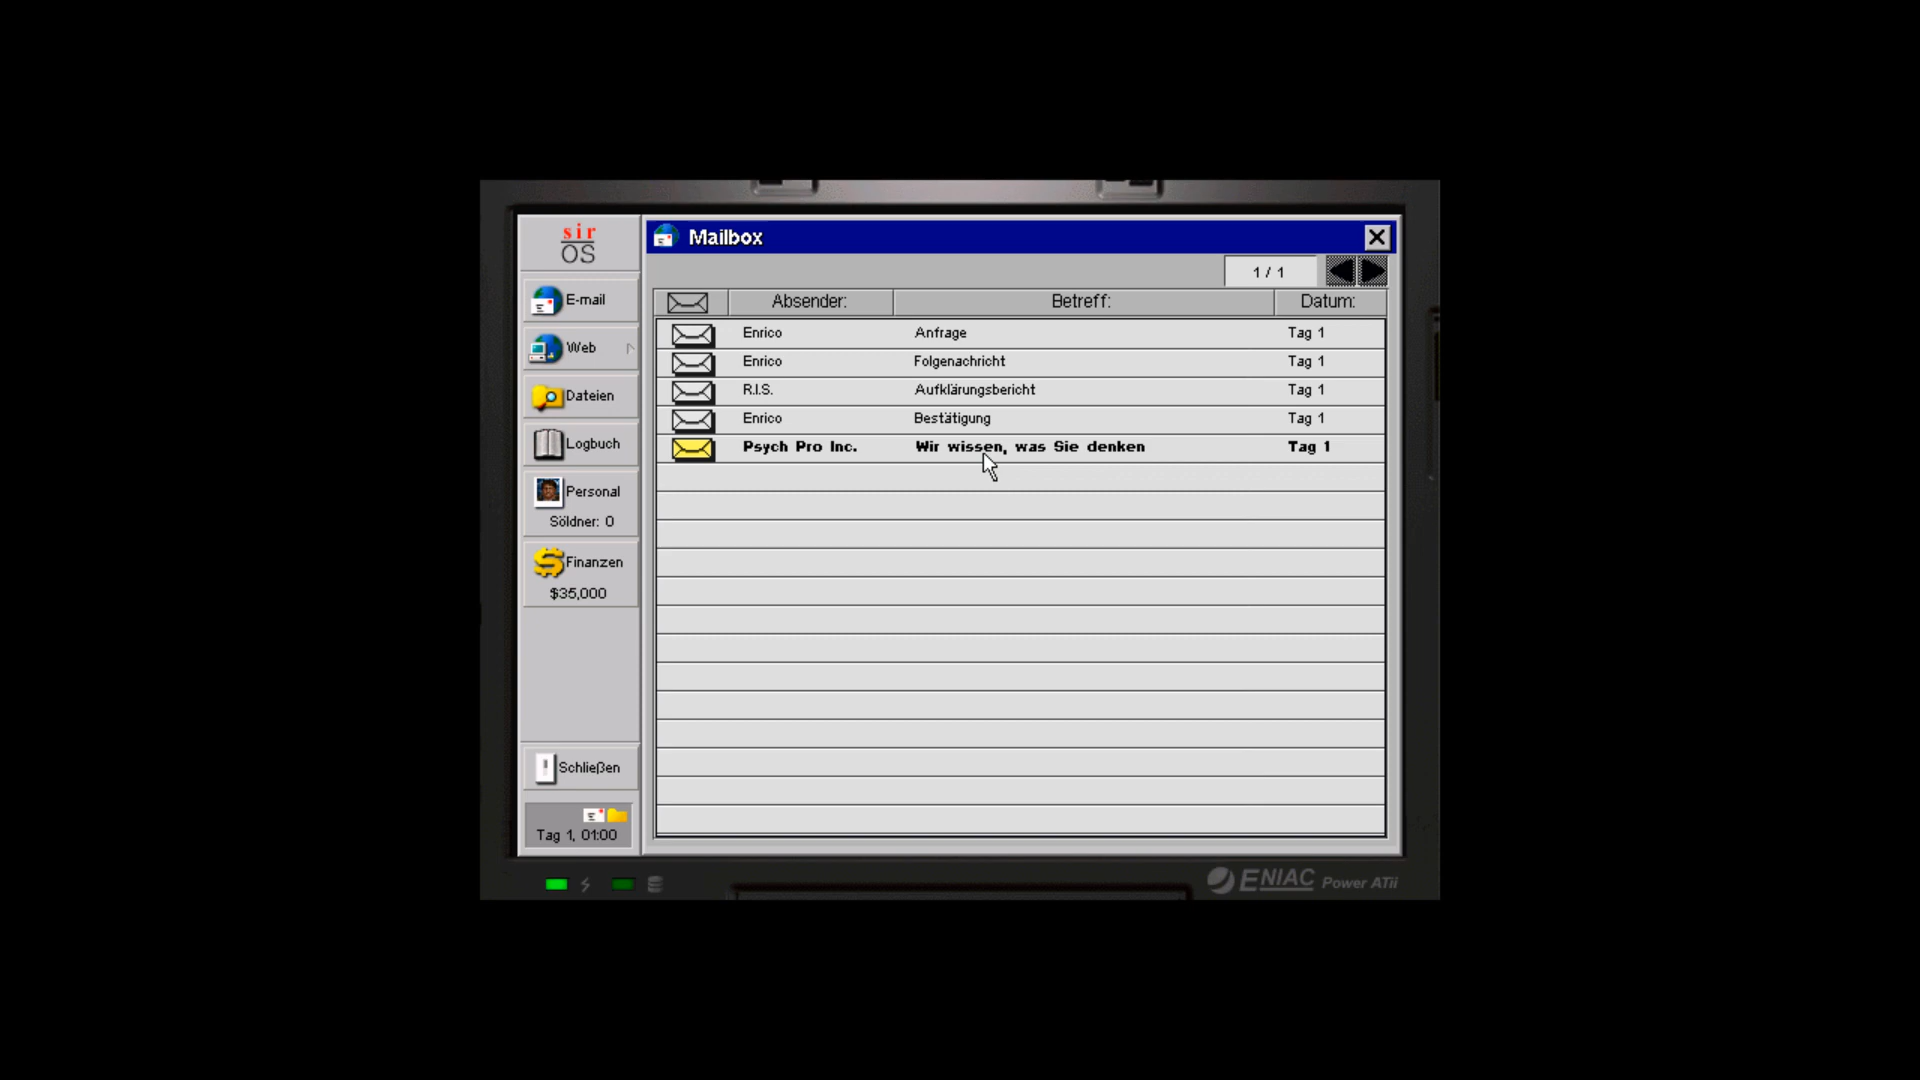 sir
OS
Mailbox
1 / 1
E-mail
Absender:
Betreff:
Datum:
Enrico
Anfrage
Tag 1
Web
Enrico
Folgenachricht
Tag 1
Dateien
R.I.S.
Aufklärungsbericht
Tag 1
Enrico
Bestätigung
Tag 1
Logbuch
Psych Pro Inc.
Wir wissen, was Sie denken
Tag 1
Personal
Söldner: 0
Finanzen
$35,000
Schließen
Tag 1, 01:00
ENIAC Power ATii